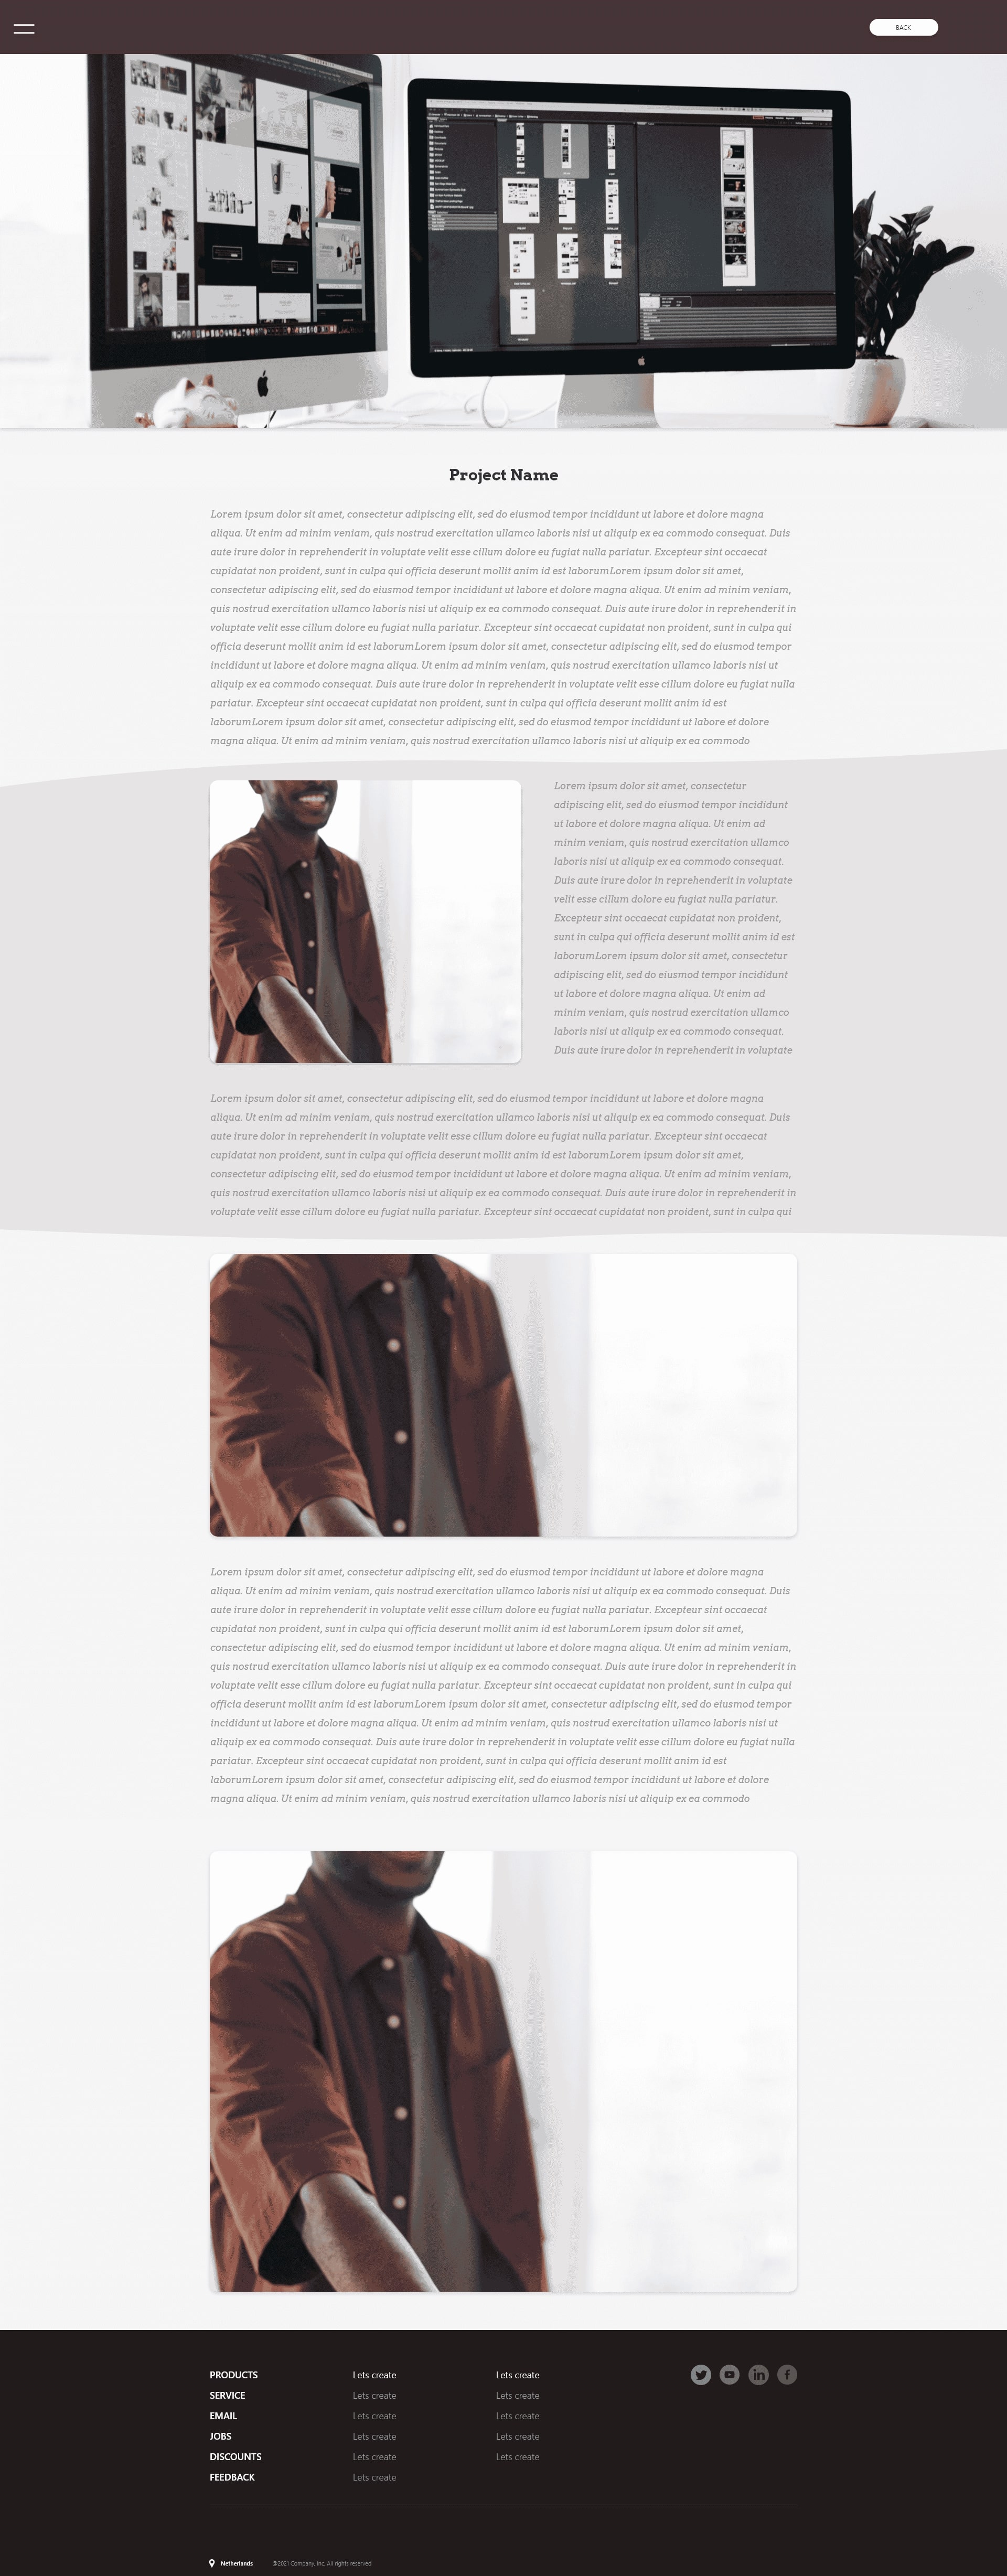 BACK
Project Name
Lorem ipsum dolor sit amet, consectetur adipiscing elit, sed do eiusmod tempor incididunt ut labore et dolore magna
aliqua. Ut enim ad minim veniam, quis nostrud exercitation ullamco laboris nisi ut aliquip ex ea commodo consequat. Duis
aute irure dolor in reprehenderit in voluptate velit esse cillum dolore eu fugiat nulla pariatur. Excepteur sint occaecat
cupidatat non proident, sunt in culpa qui officia deserunt mollit anim id est laborumLorem ipsum dolor sit amet,
consectetur adipiscing elit, sed do eiusmod tempor incididunt ut labore et dolore magna aliqua. Ut enim ad minim veniam,
quis nostrud exercitation ullamco laboris nisi ut aliquip ex ea commodo consequat. Duis aute irure dolor in reprehenderit in
voluptate velit esse cillum dolore eu fugiat nulla pariatur. Excepteur sint occaecat cupidatat non proident, sunt in culpa qui
officia deserunt mollit anim id est laborumLorem ipsum dolor sit amet, consectetur adipiscing elit, sed do eiusmod tempor
incididunt ut labore et dolore magna aliqua. Ut enim ad minim veniam, quis nostrud exercitation ullamco laboris nisi ut
aliquip ex ea commodo consequat. Duis aute irure dolor in reprehenderit in voluptate velit esse cillum dolore eu fugiat nulla
pariatur. Excepteur sint occaecat cupidatat non proident, sunt in culpa qui officia deserunt mollit anim id est
laborumLorem ipsum dolor sit amet, consectetur adipiscing elit, sed do eiusmod tempor incididunt ut labore et dolore
magna aliqua. Ut enim ad minim veniam, quis nostrud exercitation ullamco laboris nisi ut aliquip ex ea commodo
Lorem ipsum dolor sit amet, consectetur
adipiscing elit, sed do eiusmod tempor incididunt
ut labore et dolore magna aliqua. Ut enim ad
minim veniam, quis nostrud exercitation ullamco
laboris nisi ut aliquip ex ea commodo consequat.
Duis aute irure dolor in reprehenderit in voluptate
velit esse cillum dolore eu fugiat nulla pariatur.
Excepteur sint occaecat cupidatat non proident,
sunt in culpa qui officia deserunt mollit anim id est
laborumLorem ipsum dolor sit amet, consectetur
adipiscing elit, sed do eiusmod tempor incididunt
ut labore et dolore magna aliqua. Ut enim ad
minim veniam, quis nostrud exercitation ullamco
laboris nisi ut aliquip ex ea commodo consequat.
Duis aute irure dolor in reprehenderit in voluptate
Lorem ipsum dolor sit amet, consectetur adipiscing elit, sed do eiusmod tempor incididunt ut labore et dolore magna
aliqua. Ut enim ad minim veniam, quis nostrud exercitation ullamco laboris nisi ut aliquip ex ea commodo consequat. Duis
aute irure dolor in reprehenderit in voluptate velit esse cillum dolore eu fugiat nulla pariatur. Excepteur sint occaecat
cupidatat non proident, sunt in culpa qui officia deserunt mollit anim id est laborumLorem ipsum dolor sit amet,
consectetur adipiscing elit, sed do eiusmod tempor incididunt ut labore et dolore magna aliqua. Ut enim ad minim veniam,
quis nostrud exercitation ullamco laboris nisi ut aliquip ex ea commodo consequat. Duis aute irure dolor in reprehenderit in
voluptate velit esse cillum dolore eu fugiat nulla pariatur. Excepteur sint occaecat cupidatat non proident, sunt in culpa qui
Lorem ipsum dolor sit amet, consectetur adipiscing elit, sed do eiusmod tempor incididunt ut labore et dolore magna
aliqua. Ut enim ad minim veniam, quis nostrud exercitation ullamco laboris nisi ut aliquip ex ea commodo consequat. Duis
aute irure dolor in reprehenderit in voluptate velit esse cillum dolore eu fugiat nulla pariatur. Excepteur sint occaecat
cupidatat non proident, sunt in culpa qui officia deserunt mollit anim id est laborumLorem ipsum dolor sit amet,
consectetur adipiscing elit, sed do eiusmod tempor incididunt ut labore et dolore magna aliqua. Ut enim ad minim veniam,
quis nostrud exercitation ullamco laboris nisi ut aliquip ex ea commodo consequat. Duis aute irure dolor in reprehenderit in
voluptate velit esse cillum dolore eu fugiat nulla pariatur. Excepteur sint occaecat cupidatat non proident, sunt in culpa qui
officia deserunt mollit anim id est laborumLorem ipsum dolor sit amet, consectetur adipiscing elit, sed do eiusmod tempor
incididunt ut labore et dolore magna aliqua. Ut enim ad minim veniam, quis nostrud exercitation ullamco laboris nisi ut
aliquip ex ea commodo consequat. Duis aute irure dolor in reprehenderit in voluptate velit esse cillum dolore eu fugiat nulla
pariatur. Excepteur sint occaecat cupidatat non proident, sunt in culpa qui officia deserunt mollit anim id est
laborumLorem ipsum dolor sit amet, consectetur adipiscing elit, sed do eiusmod tempor incididunt ut labore et dolore
magna aliqua. Ut enim ad minim veniam, quis nostrud exercitation ullamco laboris nisi ut aliquip ex ea commodo
PRODUCTS Lets create Lets create
SERVICE Lets create Lets create
EMAIL Lets create Lets create
JOBS Lets create Lets create
DISCOUNTS Lets create Lets create
FEEDBACK Lets create
Netherlands @2021 Company, Inc. All rights reserved